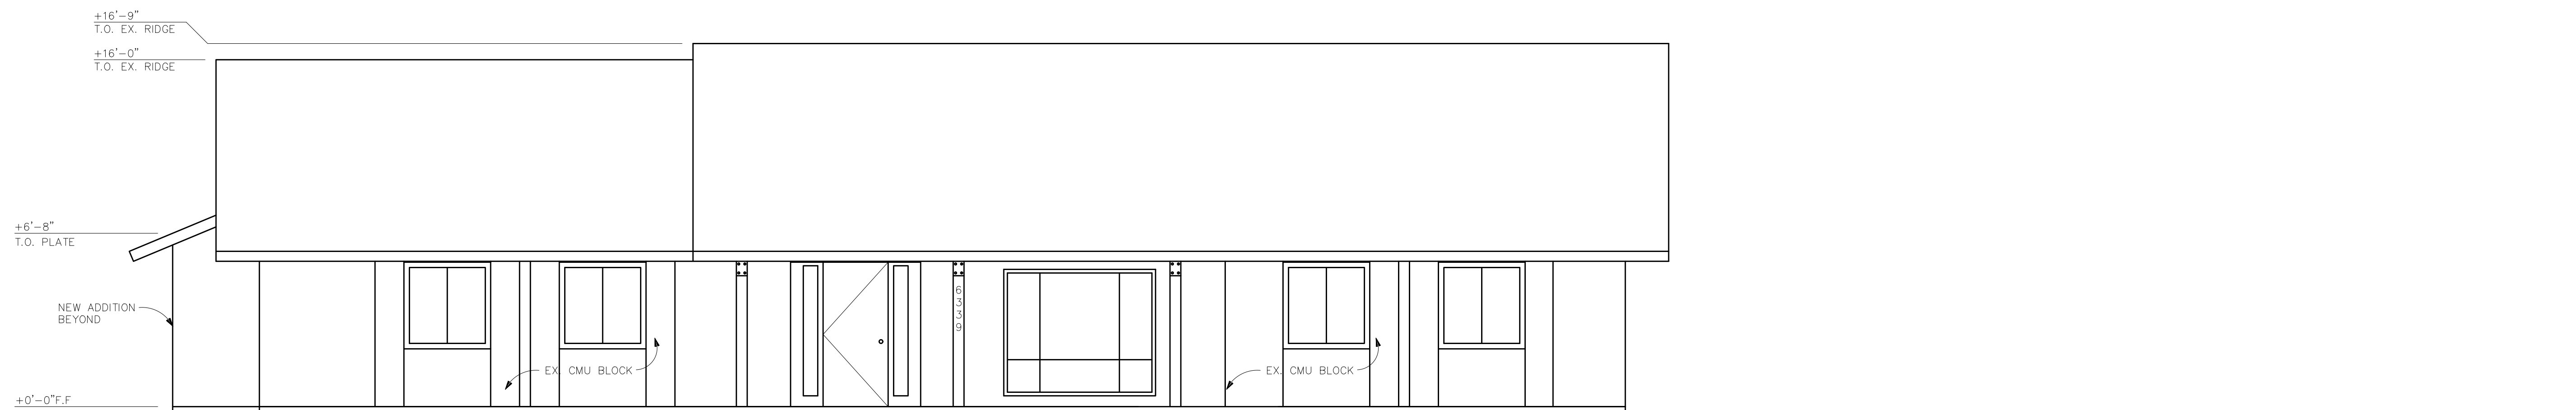 +16'-9"
T.O. EX. RIDGE
+16'-0"
T.O. EX. RIDGE
+6'-8"
T.O. PLATE
NEW ADDITION
BEYOND
6
3
3
9
EX. CMU BLOCK
EX. CMU BLOCK
+0'-0"F.F